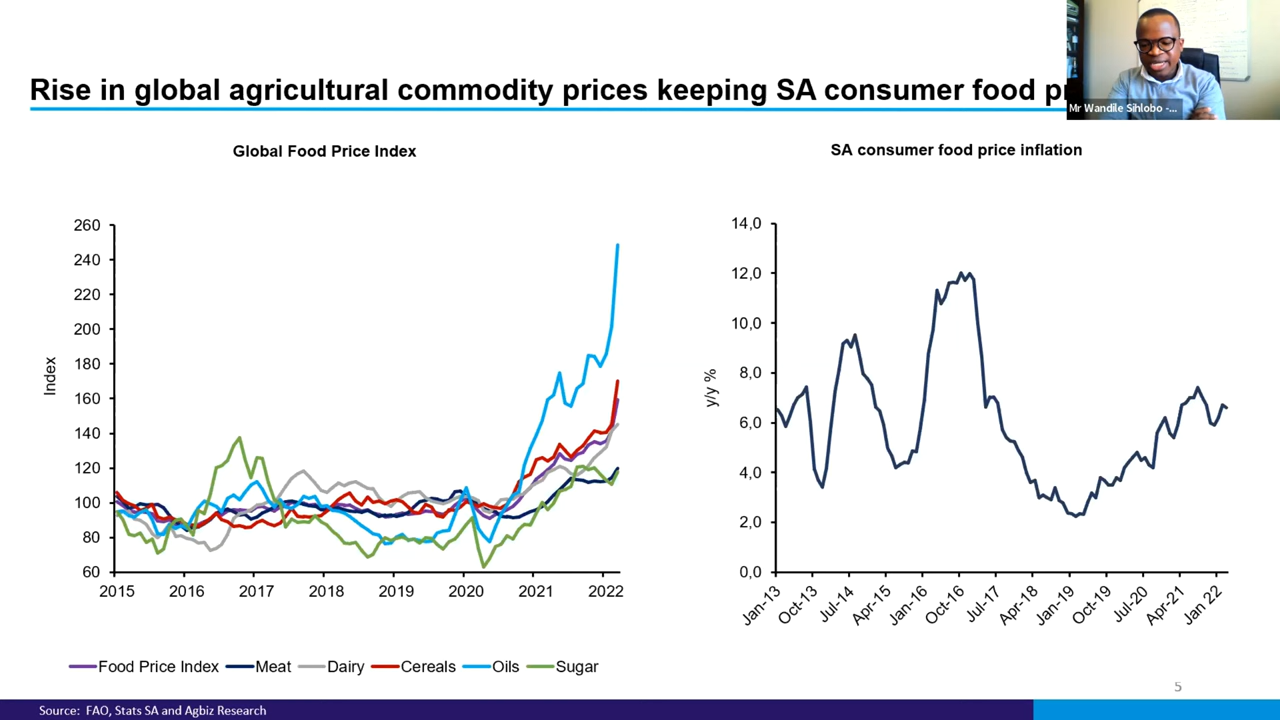 Rise in global agricultural commodity prices keeping SA consumer food
Mr Wandile Sihlobo -...
Global Food Price Index
SA consumer food price inflation
260
240
220
200
180
160
140
120
100
80
60
Index
2015 2016 2017 2018 2019 2020 2021 2022
Food Price Index Meat Dairy Cereals Oils Sugar
14,0
12,0
10,0
8,0
6,0
4,0
2,0
0,0
y/y %
Jan-13 Oct-13 Jul-14 Apr-15 Jan-16 Oct-16 Jul-17 Apr-18 Jan-19 Oct-19 Jul-20 Apr-21 Jan 22
5
Source: FAO, Stats SA and Agbiz Research